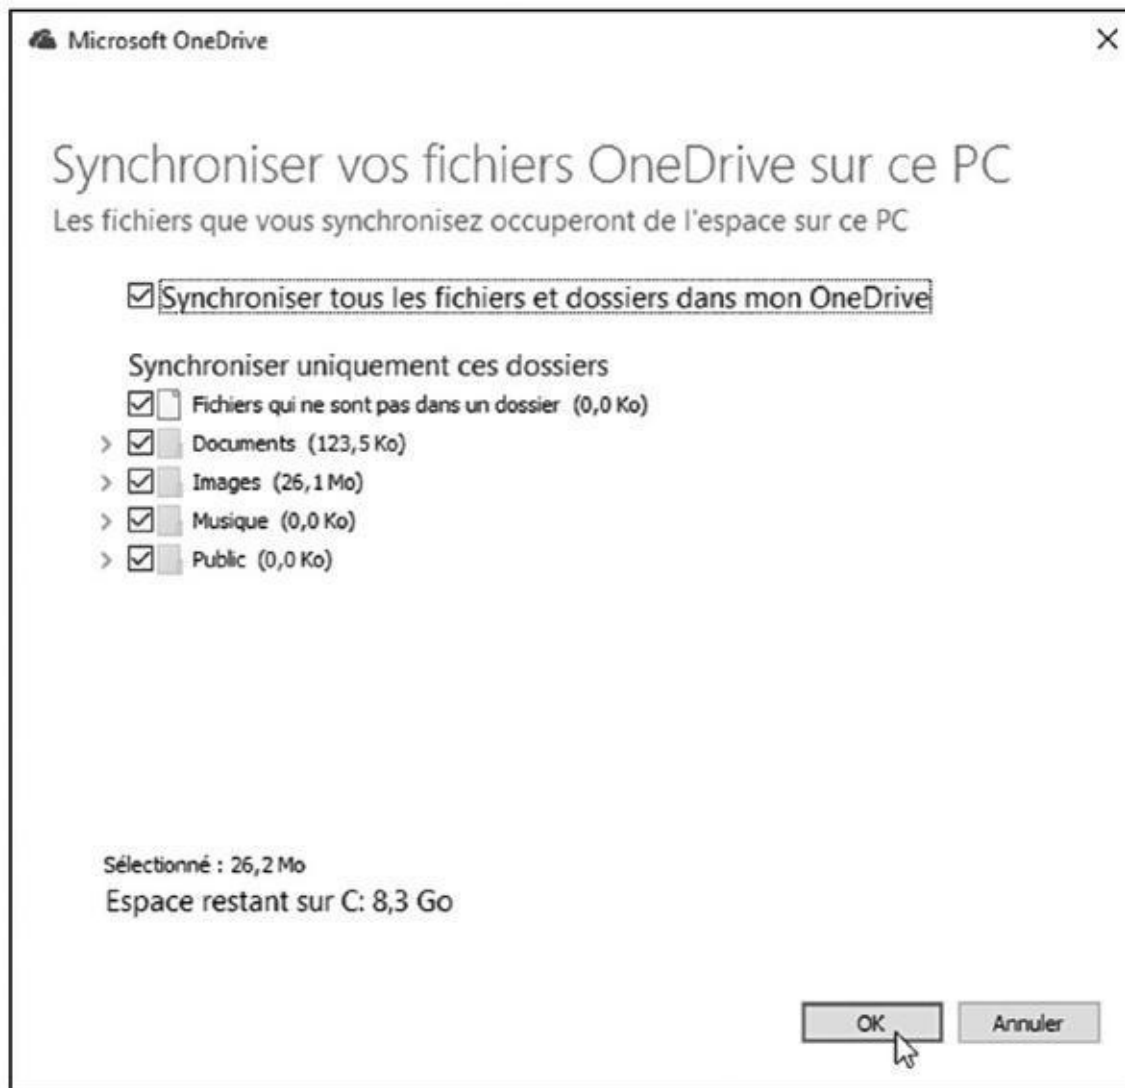 Microsoft OneDrive
Synchroniser vos fichiers OneDrive sur ce PC
Les fichiers que vous synchronisez occuperont de l'espace sur ce PC
Synchroniser tous les fichiers et dossiers dans mon OneDrive
Synchroniser uniquement ces dossiers
Fichiers qui ne sont pas dans un dossier (0,0 Ko)
Documents (123,5 Ko)
Images (26,1 Mo)
Musique (0,0 Ko)
Public (0,0 Ko)
Sélectionné : 26,2 Mo
Espace restant sur C: 8,3 Go
OK Annuler